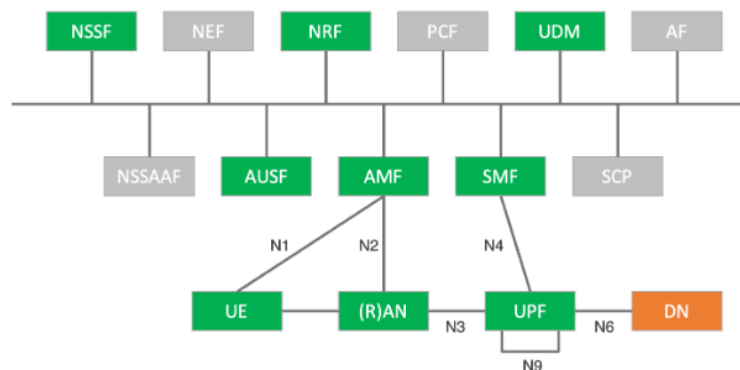 NSSF NEF NRF PCF UDM AF
NSSAAF AUSF AMF SMF SCP
N1 N2 N4
UE (R)AN UPF DN
N3 N6
N9